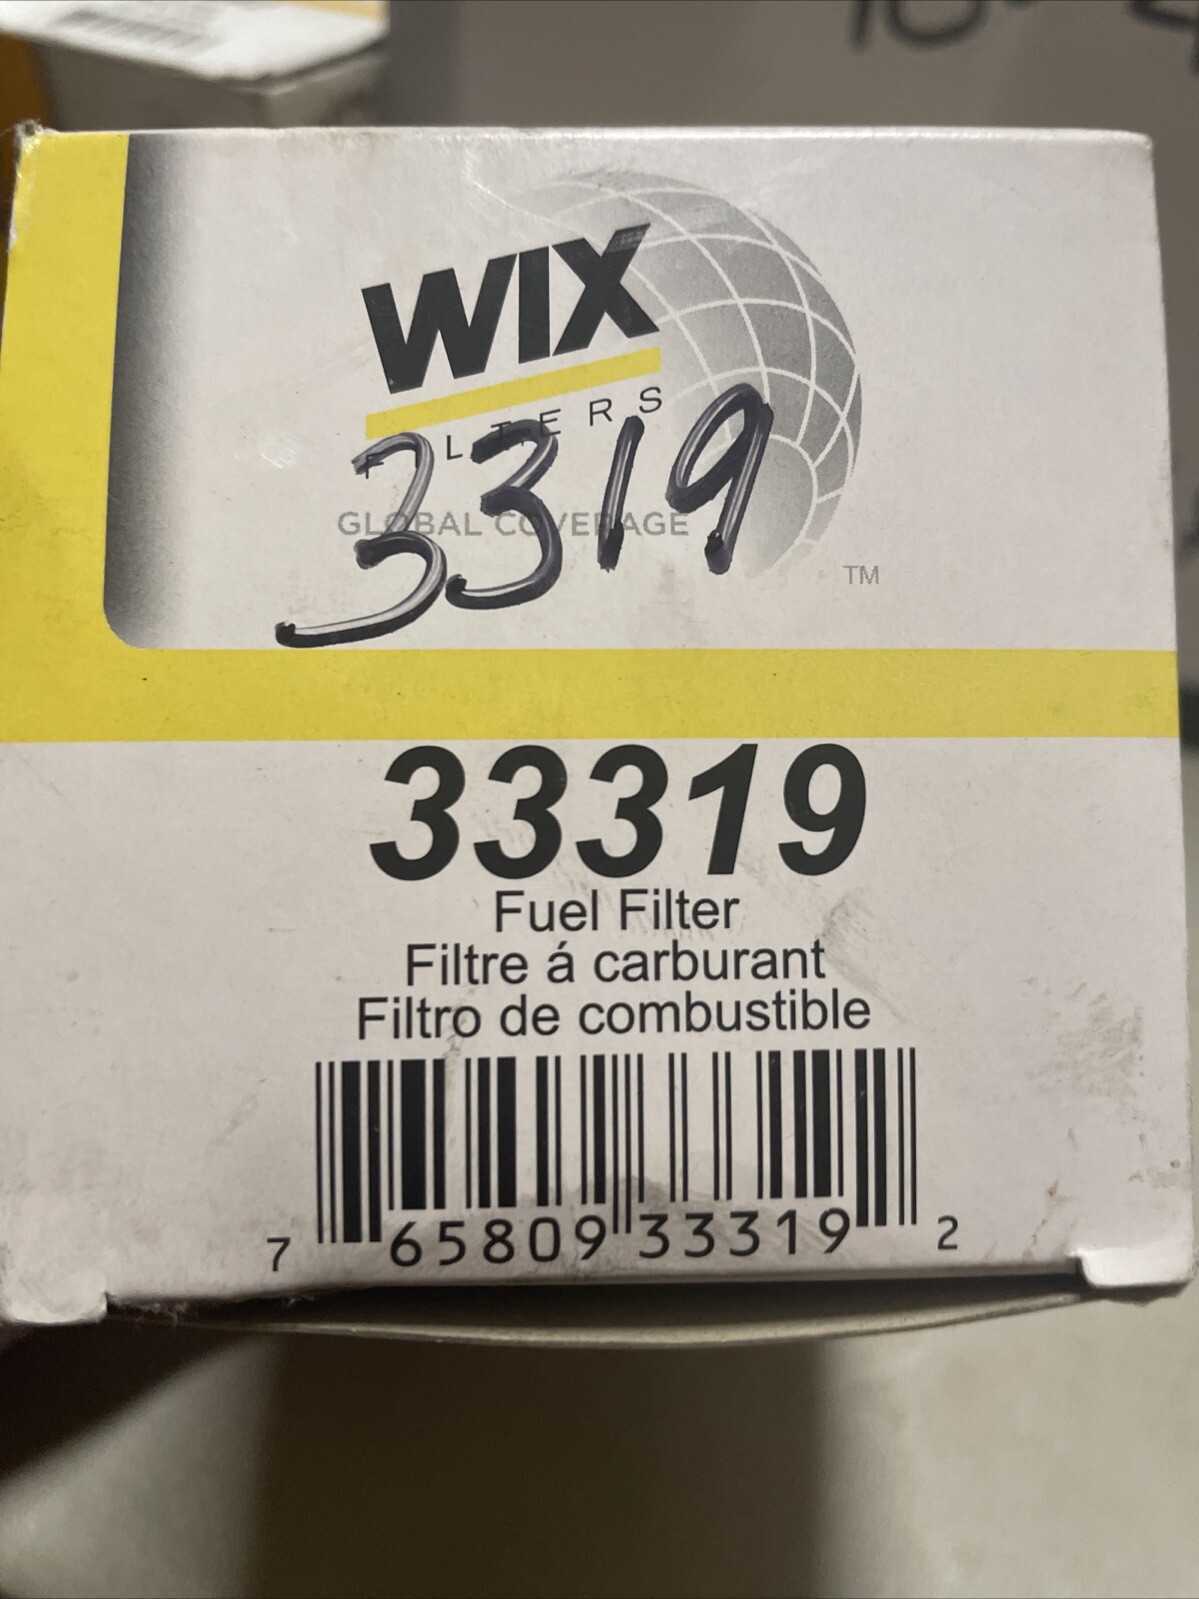 WIX
FILTERS
3319
GLOBAL COVERAGE
TM
33319
Fuel Filter
Filtre á carburant
Filtro de combustible
7 65809 33319 2